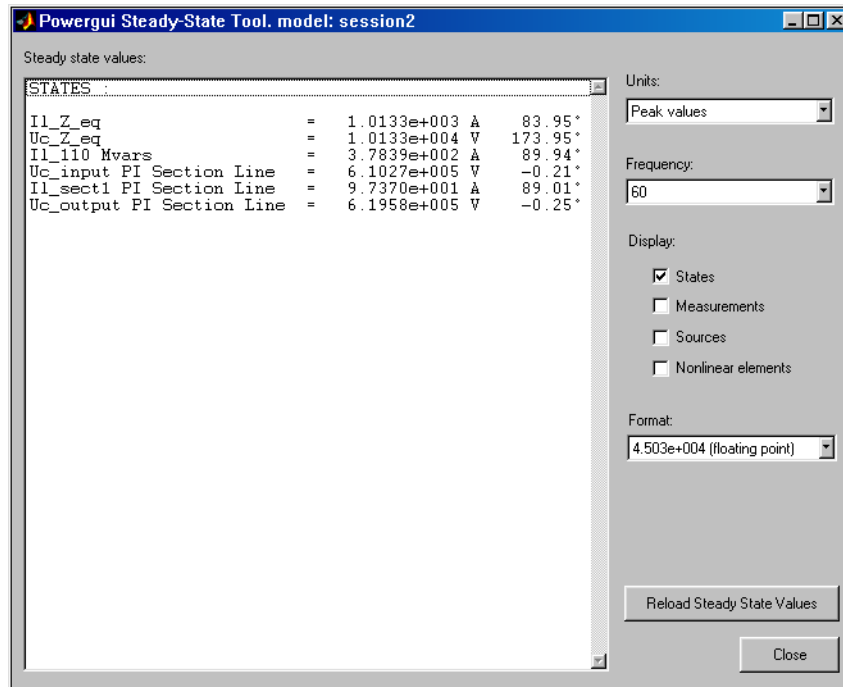 Powergui Steady-State Tool. model: session2
Steady state values:
STATES :
Il_Z_eq = 1.0133e+003 A 83.95°
Uc_Z_eq = 1.0133e+004 V 173.95°
Il_110 Mvars = 3.7839e+002 A 89.94°
Uc_input PI Section Line = 6.1027e+005 V -0.21°
Il_sect1 PI Section Line = 9.7370e+001 A 89.01°
Uc_output PI Section Line = 6.1958e+005 V -0.25°
Units:
Peak values
Frequency:
60
Display:
States
Measurements
Sources
Nonlinear elements
Format:
4.503e+004 (floating point)
Reload Steady State Values
Close